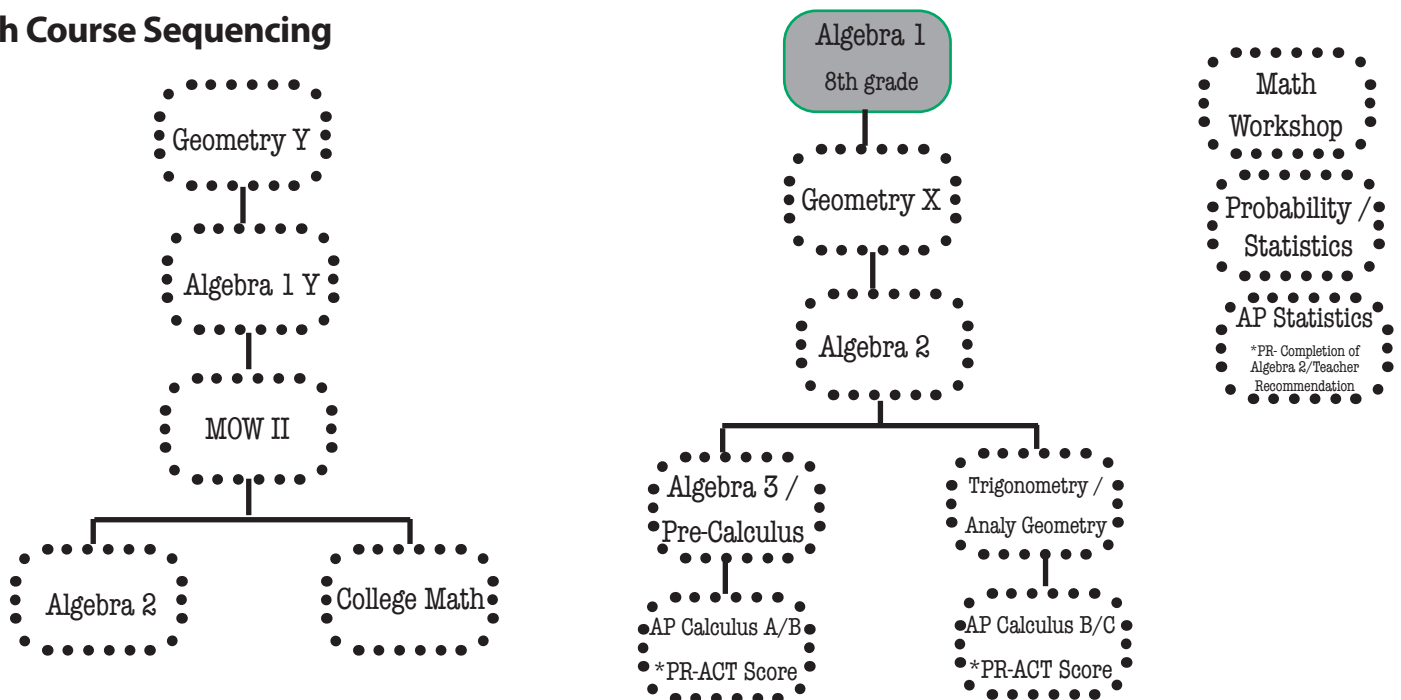 h Course Sequencing
Geometry Y
Algebra 1 Y
MOW II
Algebra 2
College Math
Algebra 1
8th grade
Geometry X
Algebra 2
Algebra 3 /
Pre-Calculus
AP Calculus A/B
*PR-ACT Score
Trigonometry /
Analy Geometry
AP Calculus B/C
*PR-ACT Score
Math
Workshop
Probability /
Statistics
AP Statistics
*PR- Completion of
Algebra 2/Teacher
Recommendation